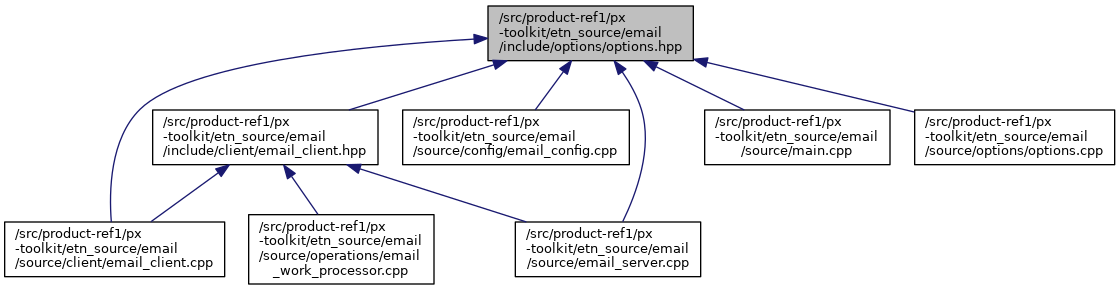 /src/product-ref1/px
-toolkit/etn_source/email
/include/options/options.hpp
/src/product-ref1/px
-toolkit/etn_source/email
/include/client/email_client.hpp
/src/product-ref1/px
-toolkit/etn_source/email
/source/config/email_config.cpp
/src/product-ref1/px
-toolkit/etn_source/email
/source/main.cpp
/src/product-ref1/px
-toolkit/etn_source/email
/source/options/options.cpp
/src/product-ref1/px
-toolkit/etn_source/email
/source/client/email_client.cpp
/src/product-ref1/px
-toolkit/etn_source/email
/source/operations/email
_work_processor.cpp
/src/product-ref1/px
-toolkit/etn_source/email
/source/email_server.cpp